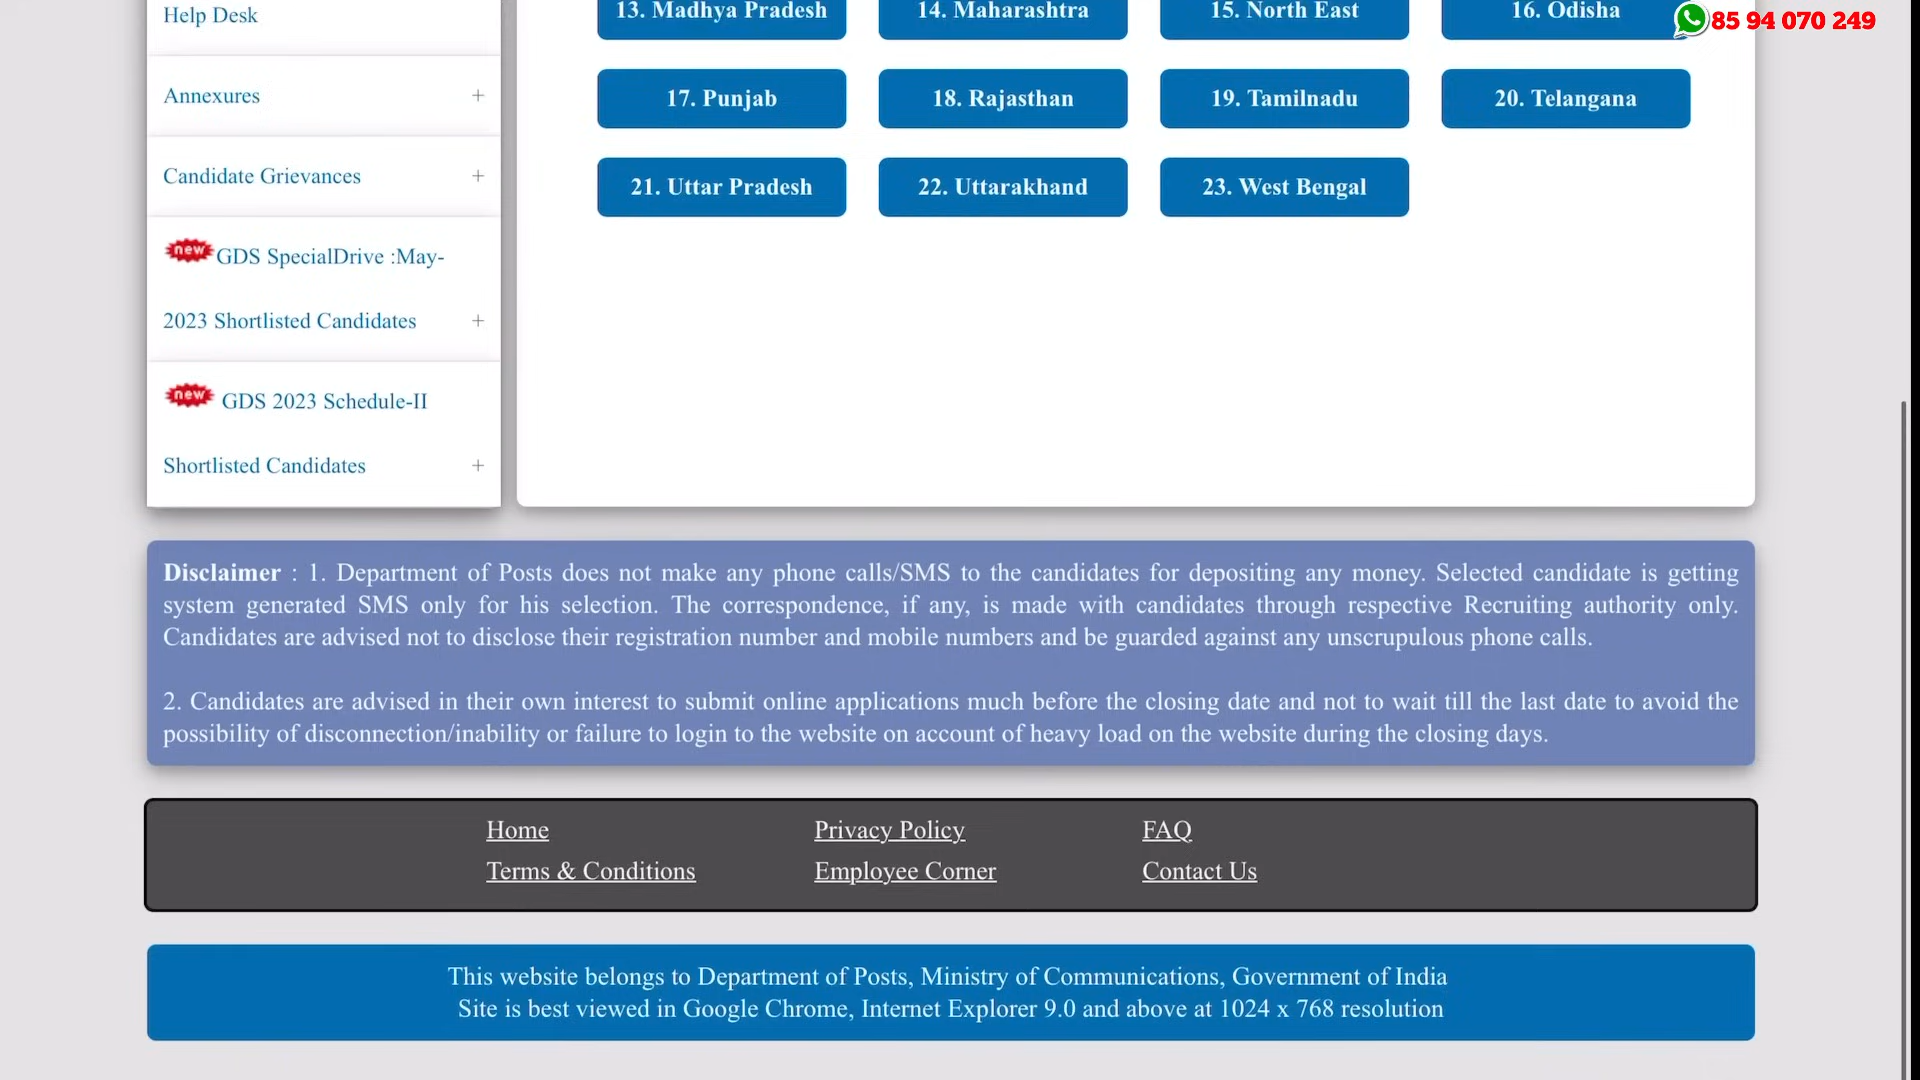 Help Desk
13. Madhya Pradesh
14. Maharashtra
15. North East
16. Odisha
85 94 070 249
Annexures +
17. Punjab
18. Rajasthan
19. Tamilnadu
20. Telangana
Candidate Grievances +
21. Uttar Pradesh
22. Uttarakhand
23. West Bengal
new GDS SpecialDrive :May-
2023 Shortlisted Candidates +
new GDS 2023 Schedule-II
Shortlisted Candidates +
Disclaimer : 1. Department of Posts does not make any phone calls/SMS to the candidates for depositing any money. Selected candidate is getting
system generated SMS only for his selection. The correspondence, if any, is made with candidates through respective Recruiting authority only.
Candidates are advised not to disclose their registration number and mobile numbers and be guarded against any unscrupulous phone calls.
2. Candidates are advised in their own interest to submit online applications much before the closing date and not to wait till the last date to avoid the
possibility of disconnection/inability or failure to login to the website on account of heavy load on the website during the closing days.
Home
Privacy Policy
FAQ
Terms & Conditions
Employee Corner
Contact Us
This website belongs to Department of Posts, Ministry of Communications, Government of India
Site is best viewed in Google Chrome, Internet Explorer 9.0 and above at 1024 x 768 resolution